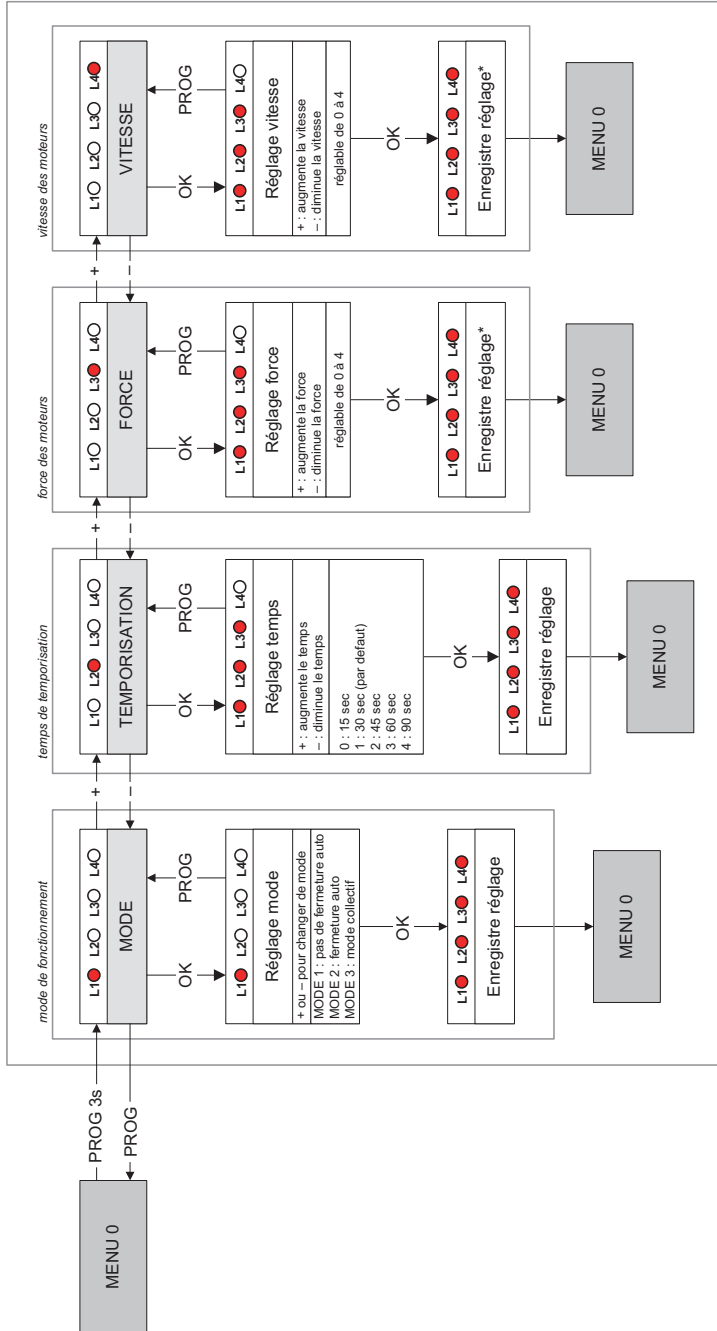 MENU 0
PROG 3s
PROG
mode de fonctionnement
L1 L2 L3 L4
MODE
OK
PROG
L1 L2 L3 L4
Réglage mode
+ ou – pour changer de mode
MODE 1 : pas de fermeture auto
MODE 2 : fermeture auto
MODE 3 : mode collectif
OK
L1 L2 L3 L4
Enregistre réglage
MENU 0
+
–
temps de temporisation
L1 L2 L3 L4
TEMPORISATION
OK
PROG
L1 L2 L3 L4
Réglage temps
+ : augmente le temps
– : diminue le temps
0 : 15 sec
1 : 30 sec (par defaut)
2 : 45 sec
3 : 60 sec
4 : 90 sec
OK
L1 L2 L3 L4
Enregistre réglage
MENU 0
+
–
force des moteurs
L1 L2 L3 L4
FORCE
OK
PROG
L1 L2 L3 L4
Réglage force
+ : augmente la force
– : diminue la force
réglable de 0 à 4
OK
L1 L2 L3 L4
Enregistre réglage*
MENU 0
+
–
vitesse des moteurs
L1 L2 L3 L4
VITESSE
OK
PROG
L1 L2 L3 L4
Réglage vitesse
+ : augmente la vitesse
– : diminue la vitesse
réglable de 0 à 4
OK
L1 L2 L3 L4
Enregistre réglage*
MENU 0